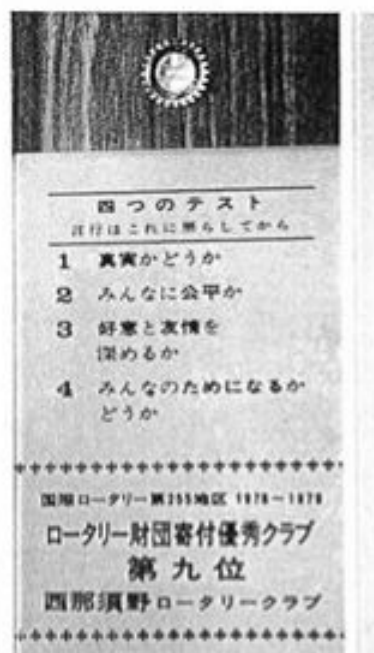 四つのテスト
言行はこれに照らしてから
1 真実かどうか
2 みんなに公平か
3 好意と友情を
深めるか
4 みんなのためになるか
どうか
国際ロータリー第255地区
ロータリー財団寄付優秀クラブ
第九位
西那須野ロータリークラブ